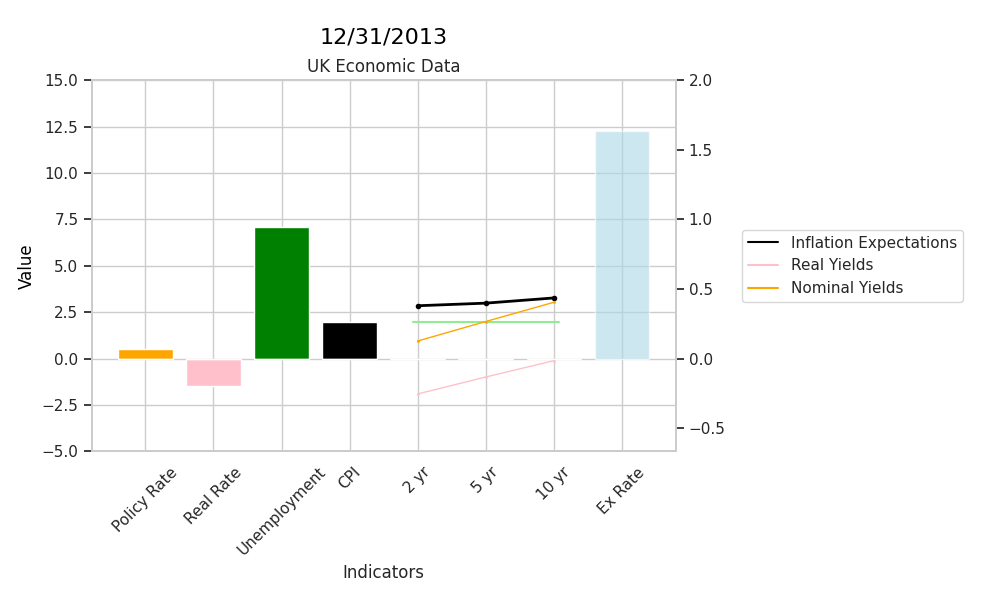 12/31/2013
UK Economic Data
15.0
12.5
10.0
7.5
5.0
2.5
0.0
−2.5
−5.0
Value
2.0
1.5
1.0
0.5
0.0
−0.5
Inflation Expectations
Real Yields
Nominal Yields
Policy Rate
Real Rate
Unemployment
CPI
2 yr
5 yr
10 yr
Ex Rate
Indicators